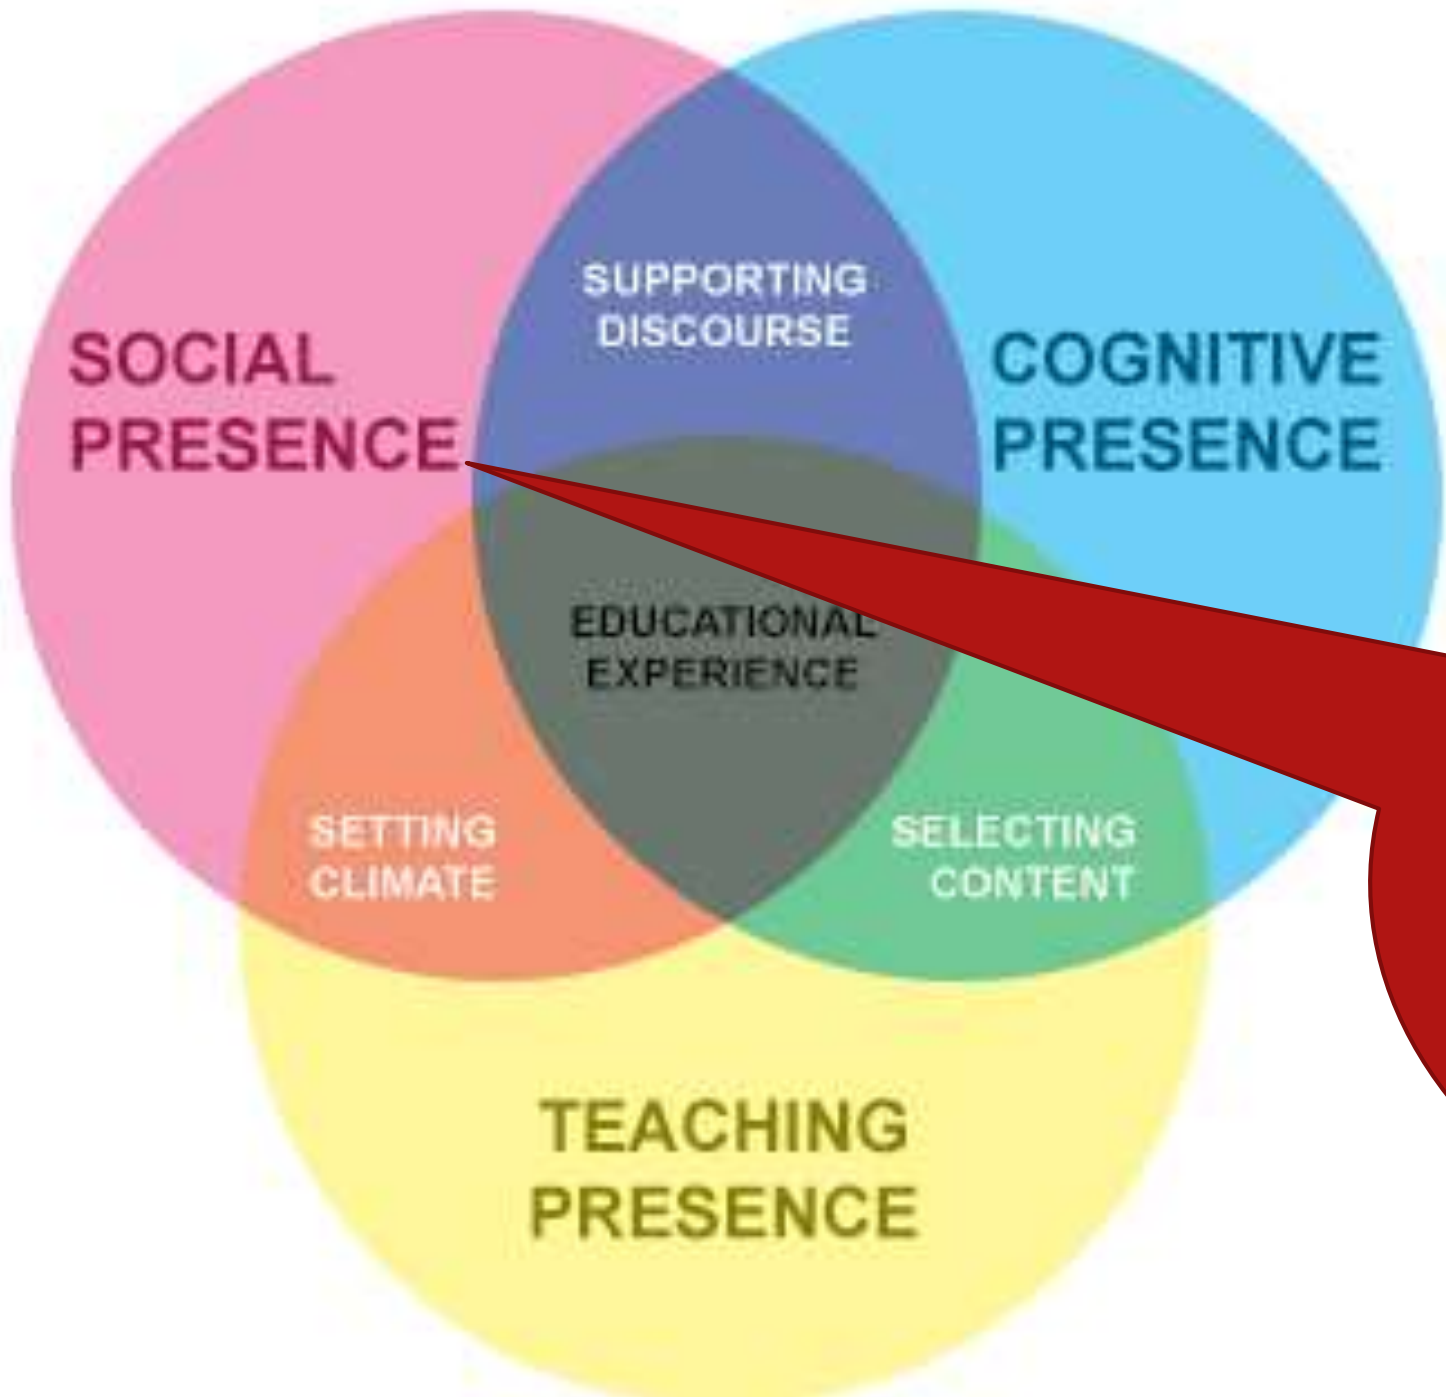 SUPPORTING
DISCOURSE
SOCIAL
PRESENCE
COGNITIVE
PRESENCE
EDUCATIONAL
EXPERIENCE
SETTING
CLIMATE
SELECTING
CONTENT
TEACHING
PRESENCE